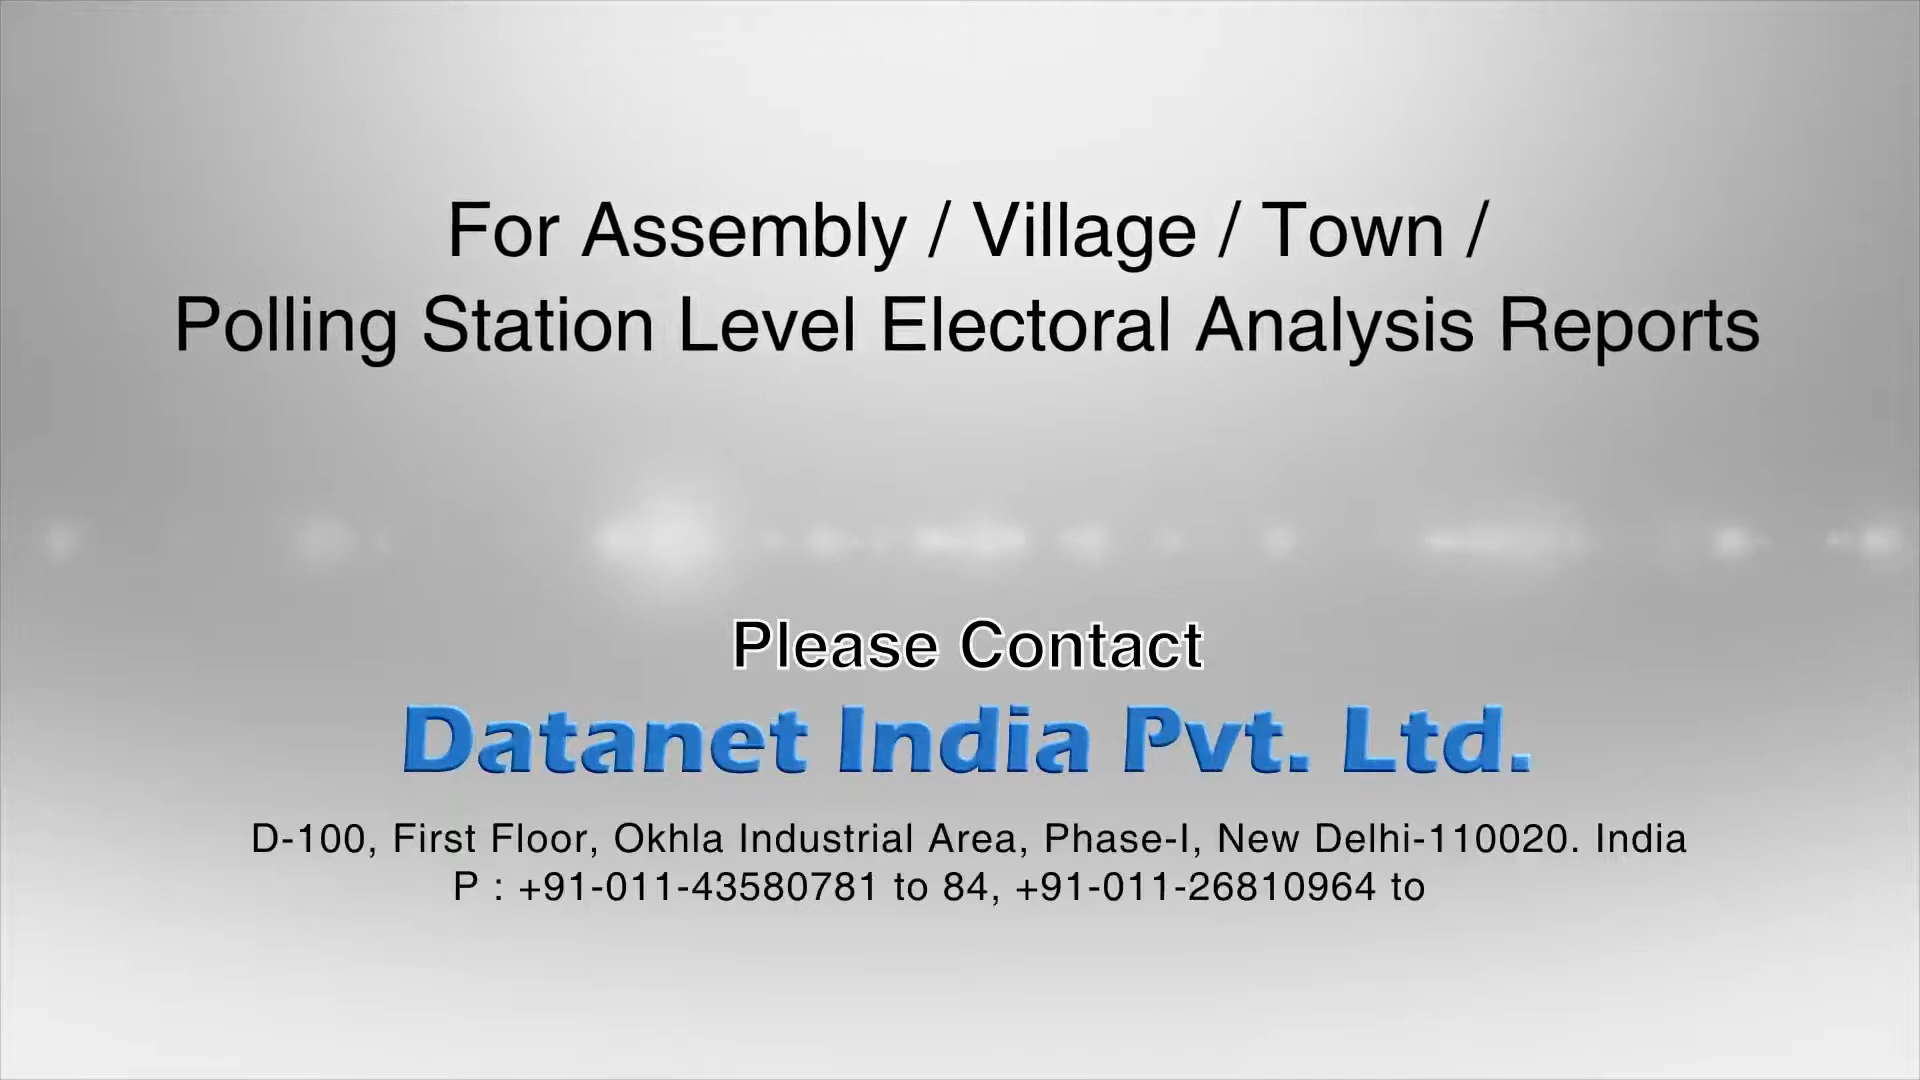 For Assembly / Village / Town /
Polling Station Level Electoral Analysis Reports
Please Contact
Datanet India Pvt. Ltd.
D-100, First Floor, Okhla Industrial Area, Phase-I, New Delhi-110020. India
P : +91-011-43580781 to 84, +91-011-26810964 to